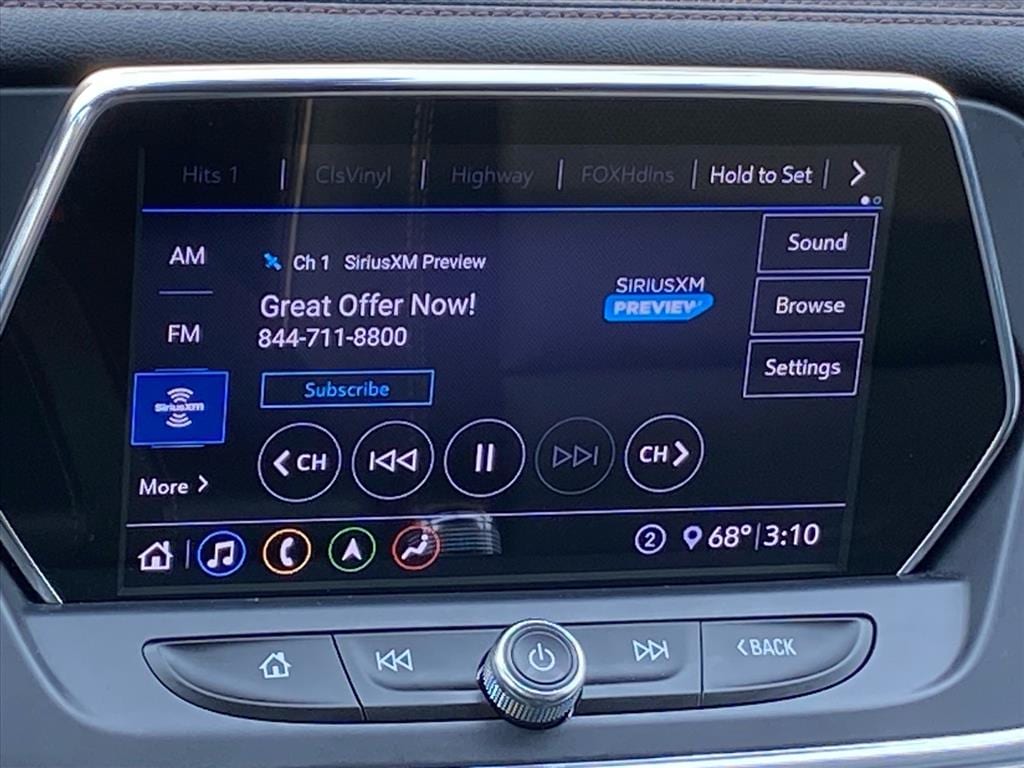 Hits 1 | ClsVinyl | Highway | FOXHdlns | Hold to Set |
AM
FM
SiriusXM
More
Ch 1 SiriusXM Preview
Great Offer Now!
844-711-8800
Subscribe
SIRIUSXM
PREVIEW
Sound
Browse
Settings
CH
CH
2 68° | 3:10
BACK